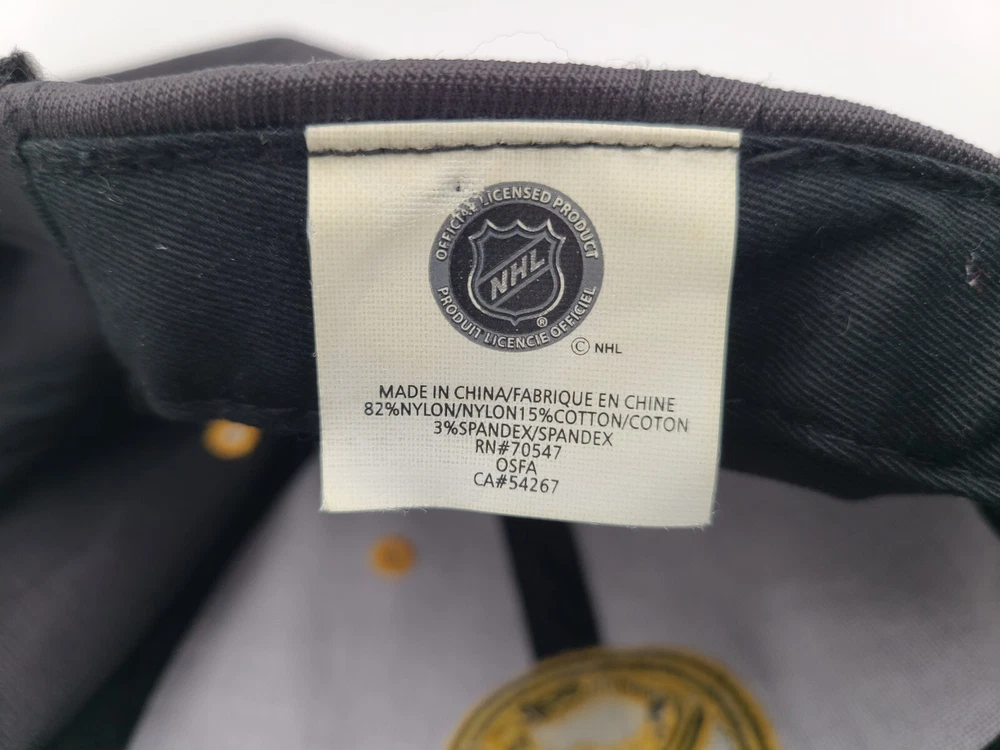 OFFICIAL LICENSED PRODUCT
NHL
®
PRODUIT LICENCIE OFFICIEL
© NHL
MADE IN CHINA/FABRIQUE EN CHINE
82%NYLON/NYLON15%COTTON/COTON
3%SPANDEX/SPANDEX
RN#70547
OSFA
CA#54267